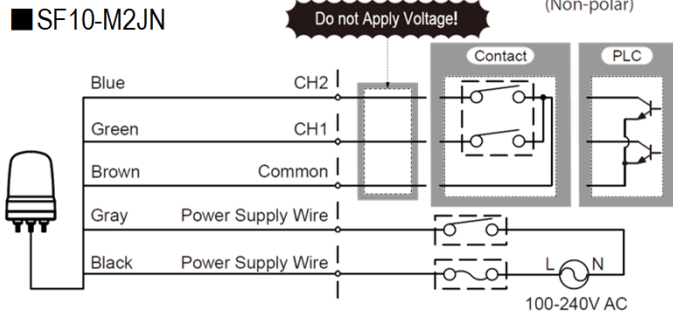 (Non-polar)
■SF10-M2JN
Do not Apply Voltage!
Contact
PLC
Blue CH2
Green CH1
Brown Common
Gray Power Supply Wire
Black Power Supply Wire
L N
100-240V AC